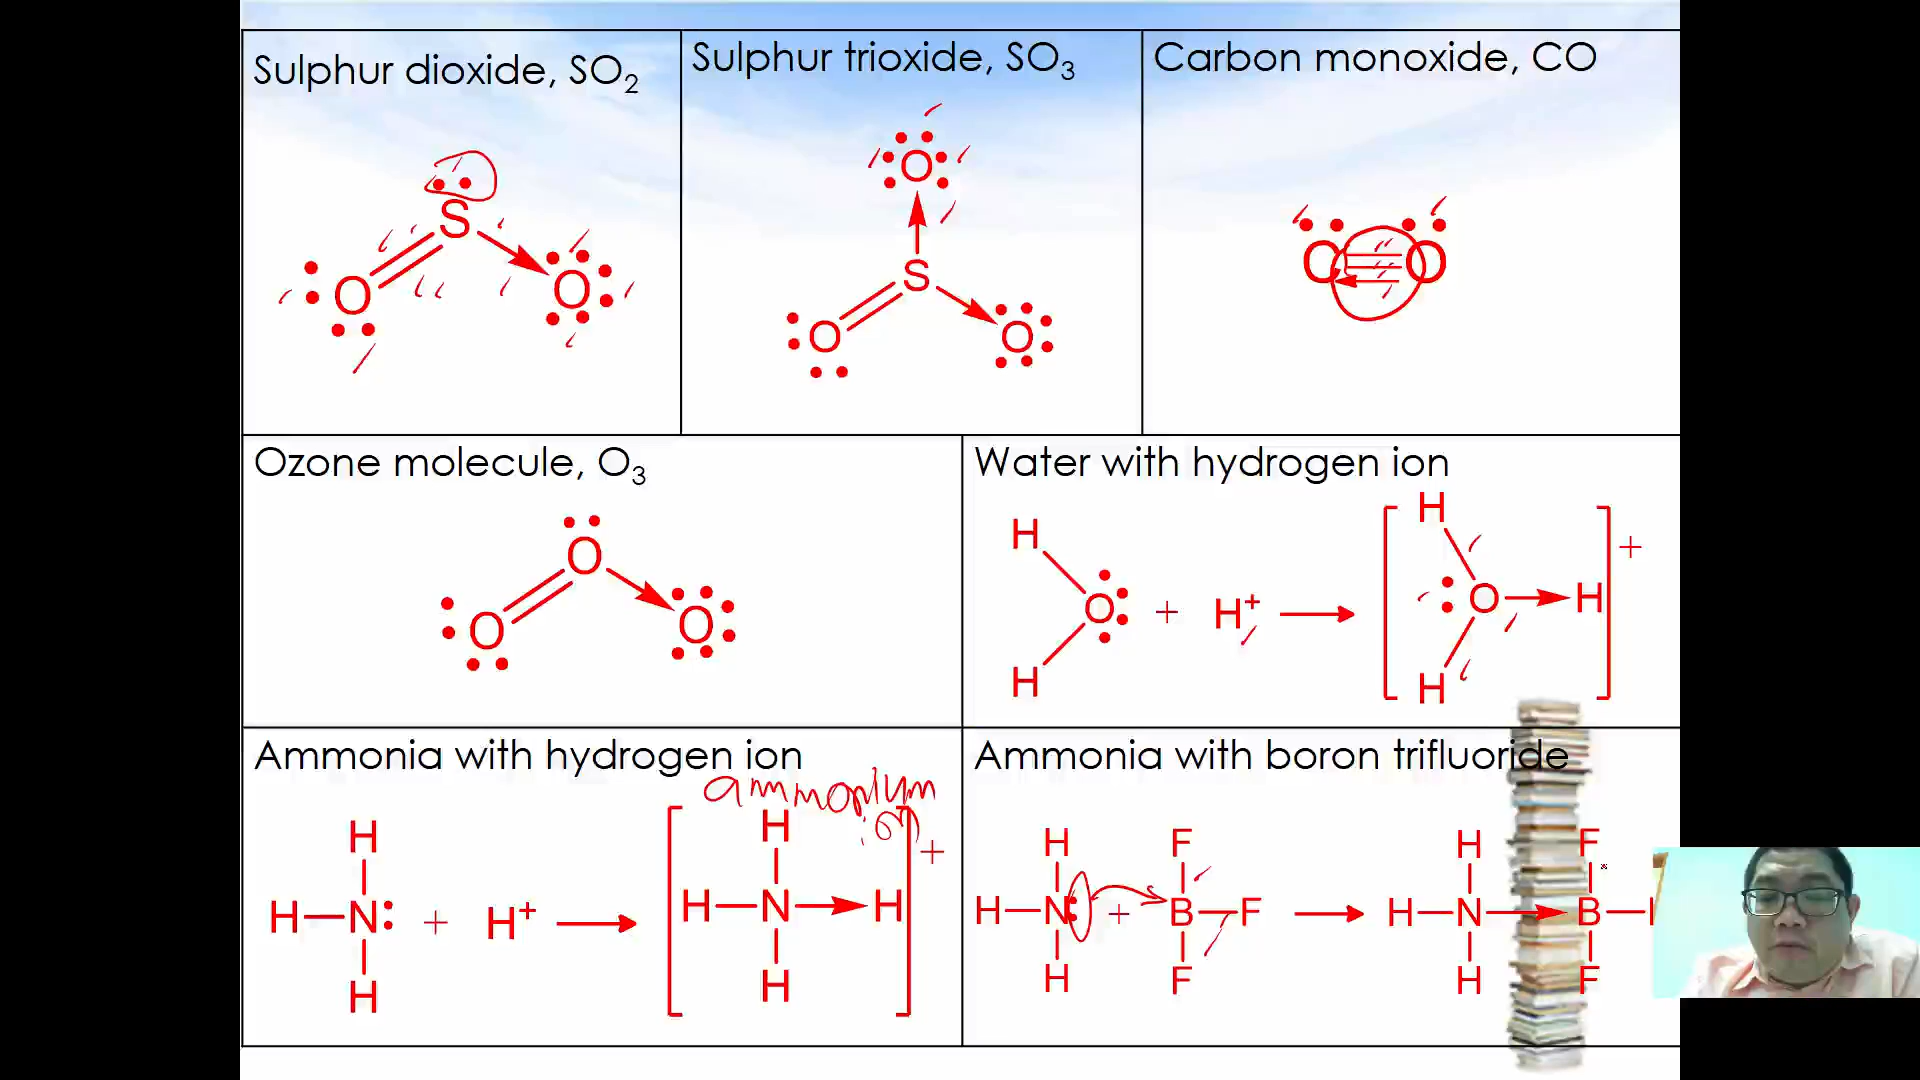 Sulphur dioxide, SO₂
S
O
O
Sulphur trioxide, SO₃
O
S
O
O
Carbon monoxide, CO
C O
Ozone molecule, O₃
O
O
O
Water with hydrogen ion
H
O + H⁺
H
H +
O H
H
Ammonia with hydrogen ion
ammonium
ion
H
H N + H⁺
H
H +
H N H
H
Ammonia with boron trifluoride
H F
H N + B F
H F
H F
H N B
H F